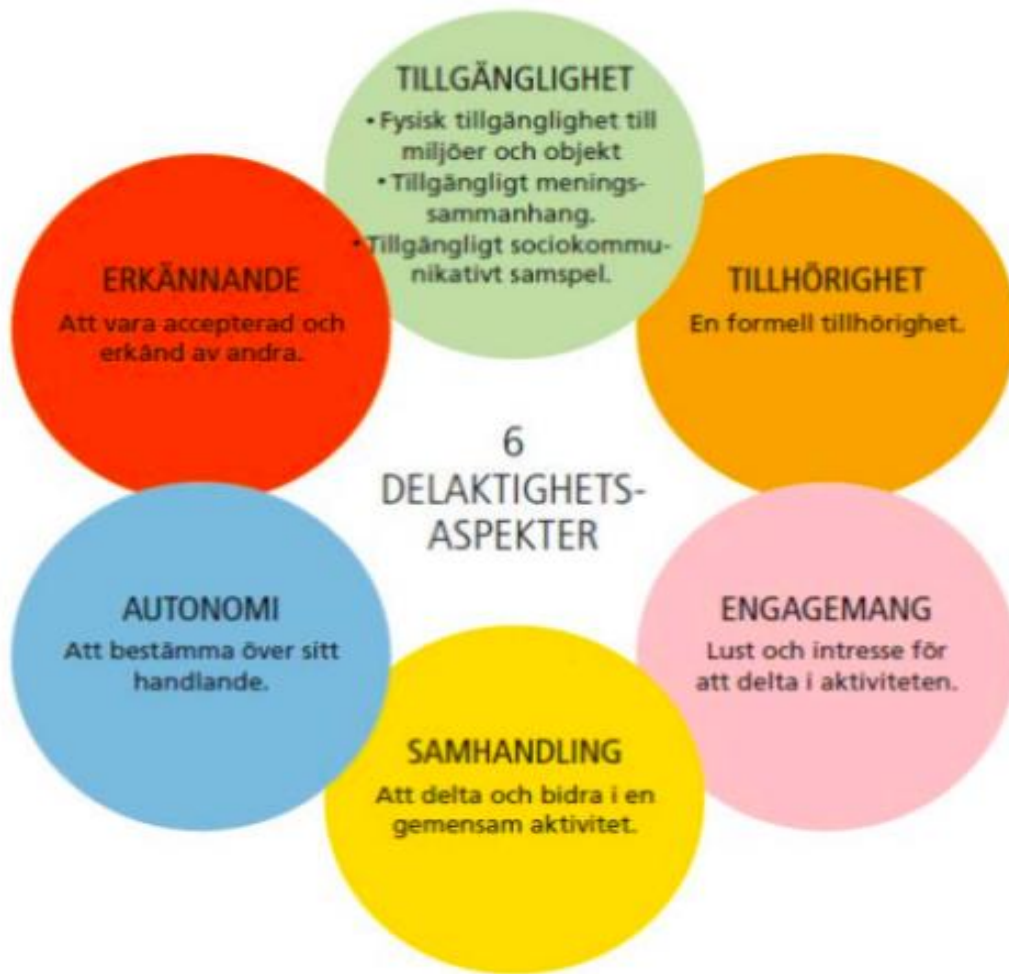 TILLGÄNGLIGHET
• Fysisk tillgänglighet till
miljöer och objekt
• Tillgängligt menings-
sammanhang.
• Tillgängligt sociokommu-
nikativt samspel.
TILLHÖRIGHET
En formell tillhörighet.
ENGAGEMANG
Lust och intresse för
att delta i aktiviteten.
SAMHANDLING
Att delta och bidra i en
gemensam aktivitet.
AUTONOMI
Att bestämma över sitt
handlande.
ERKÄNNANDE
Att vara accepterad och
erkänd av andra.
6
DELAKTIGHETS-
ASPEKTER